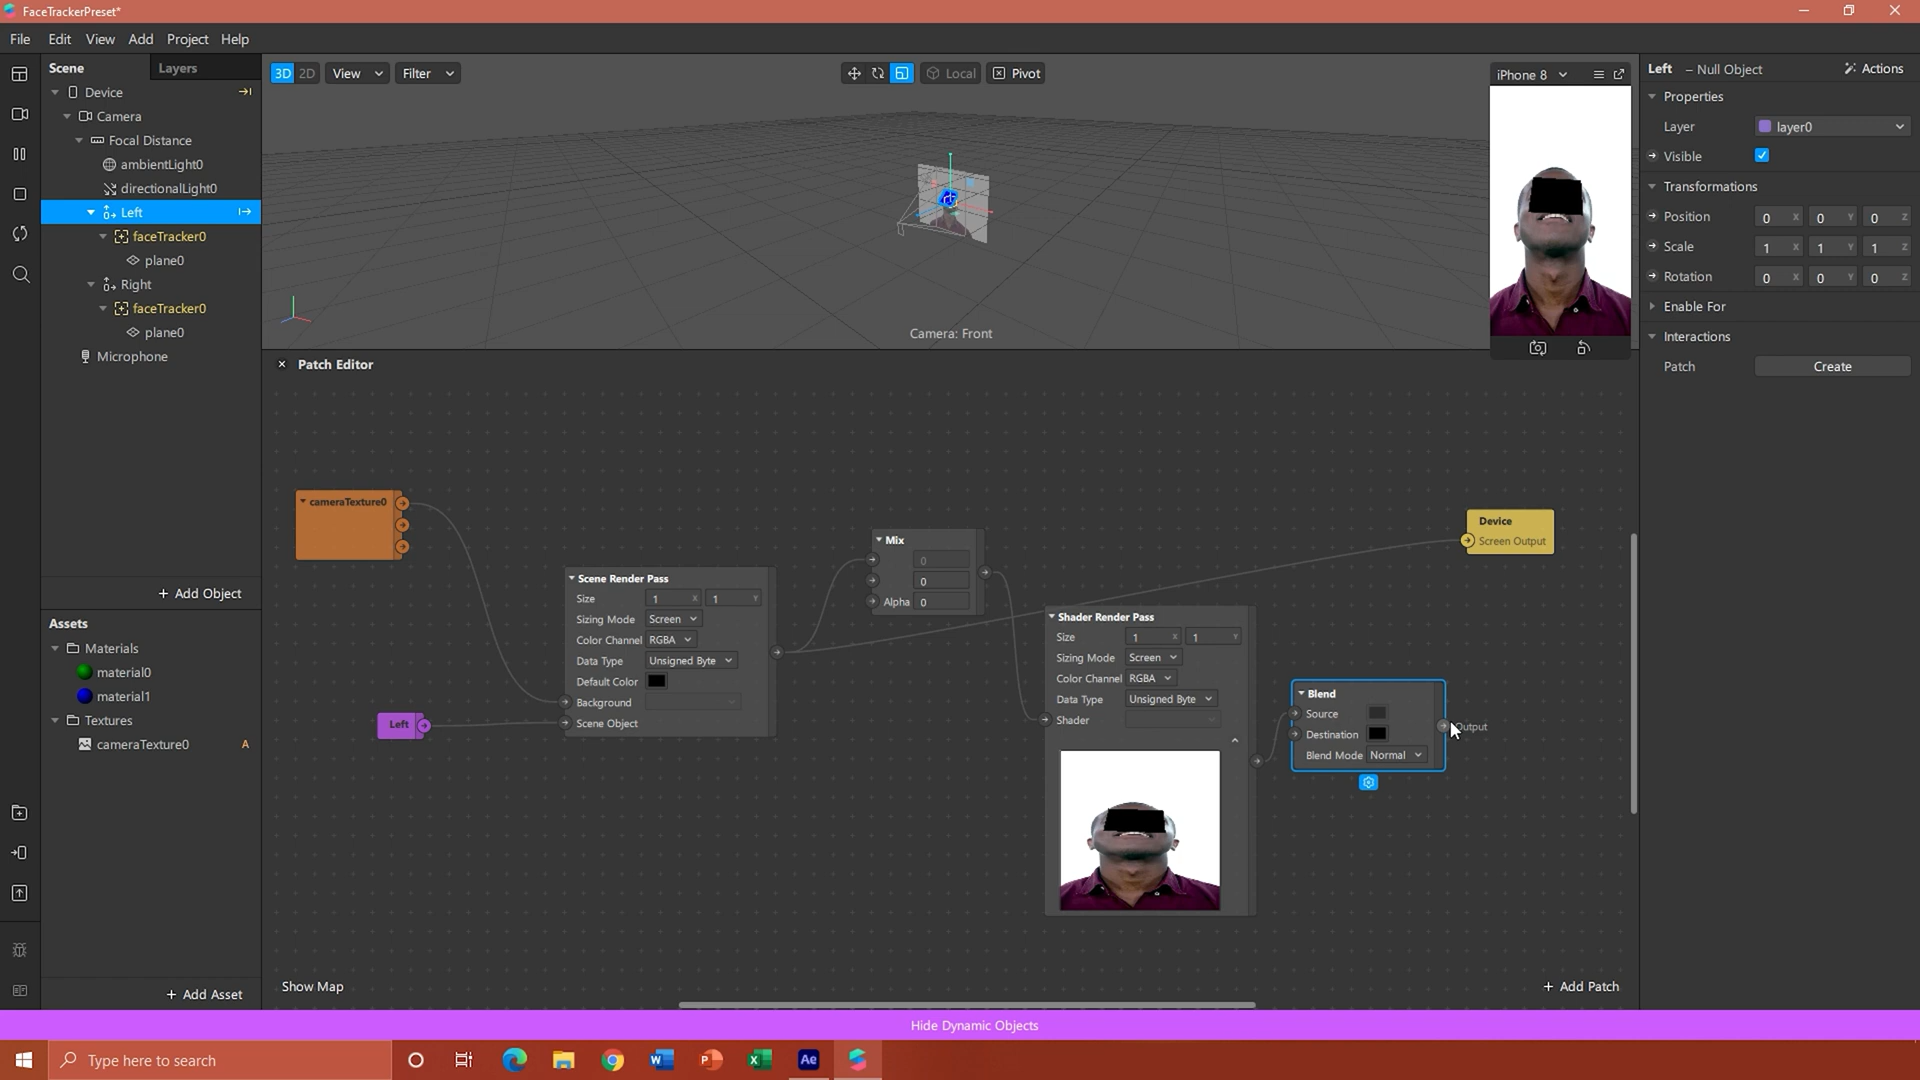 FaceTrackerPreset*
File Edit View Add Project Help
Scene Layers
Device
Camera
Focal Distance
ambientLight0
directionalLight0
Left
faceTracker0
plane0
Right
faceTracker0
plane0
Microphone
+ Add Object
Assets
Materials
material0
material1
Textures
cameraTexture0 A
+ Add Asset
3D 2D View Filter Local Pivot
Camera: Front
iPhone 8
Patch Editor
cameraTexture0
Left
Scene Render Pass
Size 1 X 1 Y
Sizing Mode Screen
Color Channel RGBA
Data Type Unsigned Byte
Default Color
Background
Scene Object
Mix
0
0
Alpha 0
Shader Render Pass
Size 1 X 1 Y
Sizing Mode Screen
Color Channel RGBA
Data Type Unsigned Byte
Shader
Blend
Source
Destination
Blend Mode Normal
Output
Device
Screen Output
Show Map
+ Add Patch
Left – Null Object Actions
Properties
Layer layer0
Visible
Transformations
Position 0 X 0 Y 0 Z
Scale 1 X 1 Y 1 Z
Rotation 0 X 0 Y 0 Z
Enable For
Interactions
Patch Create
Hide Dynamic Objects
Type here to search
W P X Ae